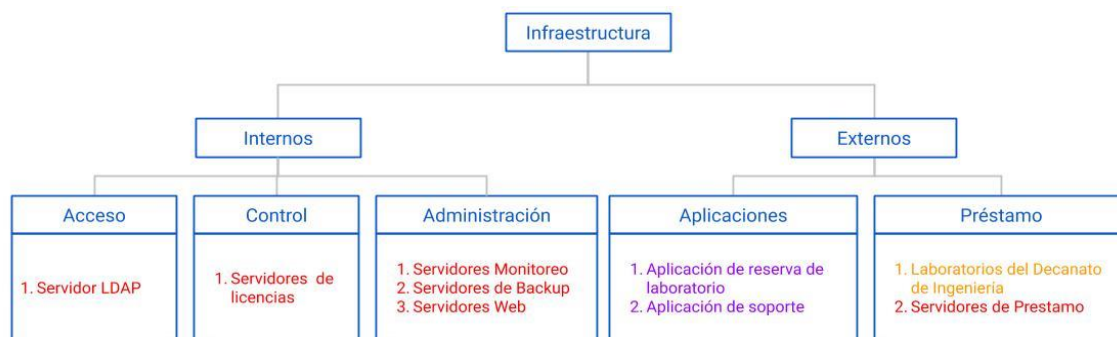 Infraestructura
Internos
Externos
Acceso
Control
Administración
Aplicaciones
Préstamo
1. Servidor LDAP
1. Servidores de
licencias
1. Servidores Monitoreo
2. Servidores de Backup
3. Servidores Web
1. Aplicación de reserva de
laboratorio
2. Aplicación de soporte
1. Laboratorios del Decanato
de Ingeniería
2. Servidores de Prestamo